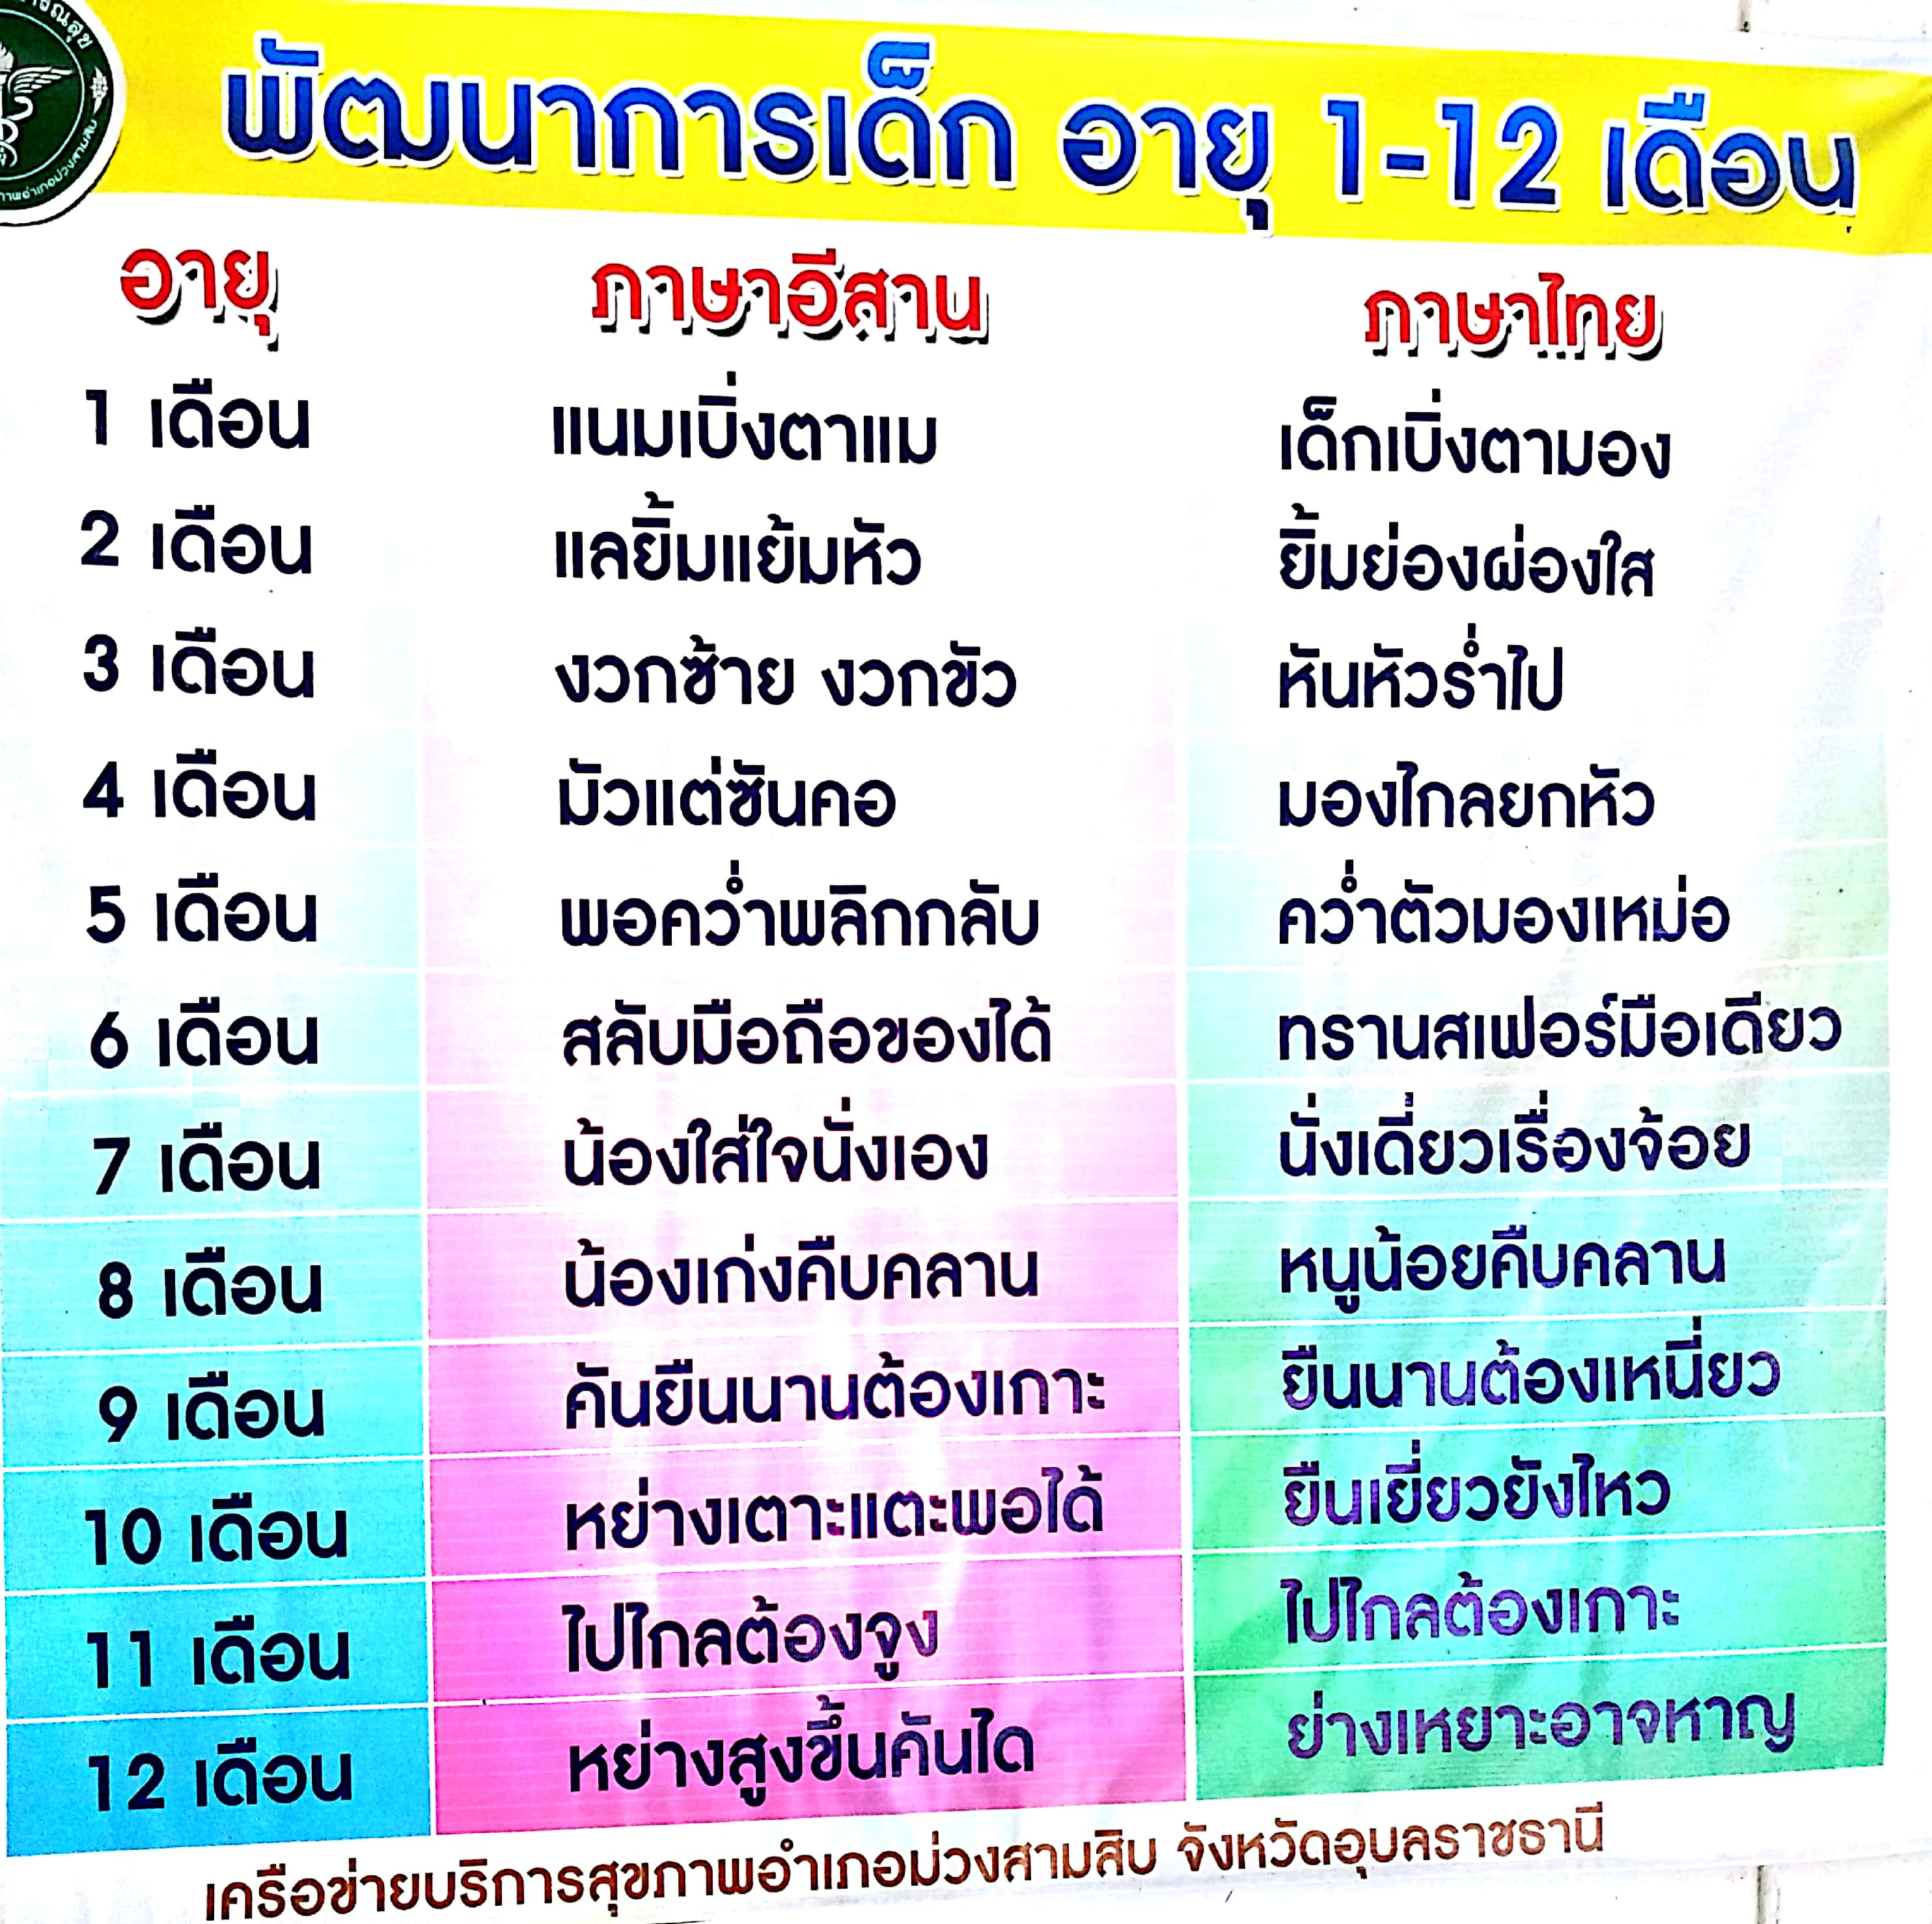 พัฒนาการเด็ก อายุ 1-12 เดือน
อายุ ภาษาอีสาน ภาษาไทย
1 เดือน แนมเบิ่งตาแม เด็กเบิ่งตามอง
2 เดือน แลยิ้มแย้มหัว ยิ้มย่องผ่องใส
3 เดือน งวกซ้าย งวกขัว หันหัวร่ำไป
4 เดือน มัวแต่ซันคอ มองไกลยกหัว
5 เดือน พอคว่ำพลิกกลับ คว่ำตัวมองเหม่อ
6 เดือน สลับมือถือของได้ ทรานสเฟอร์มือเดียว
7 เดือน น้องใส่ใจนั่งเอง นั่งเดี่ยวเรื่องจ้อย
8 เดือน น้องเก่งคืบคลาน หนูน้อยคืบคลาน
9 เดือน คันยืนนานต้องเกาะ ยืนนานต้องเหนี่ยว
10 เดือน หย่างเตาะแตะพอได้ ยืนเยี่ยวยังไหว
11 เดือน ไปไกลต้องจูง ไปไกลต้องเกาะ
12 เดือน หย่างสูงขึ้นคันได ย่างเหยาะอาจหาญ
เครือข่ายบริการสุขภาพอำเภอม่วงสามสิบ จังหวัดอุบลราชธานี